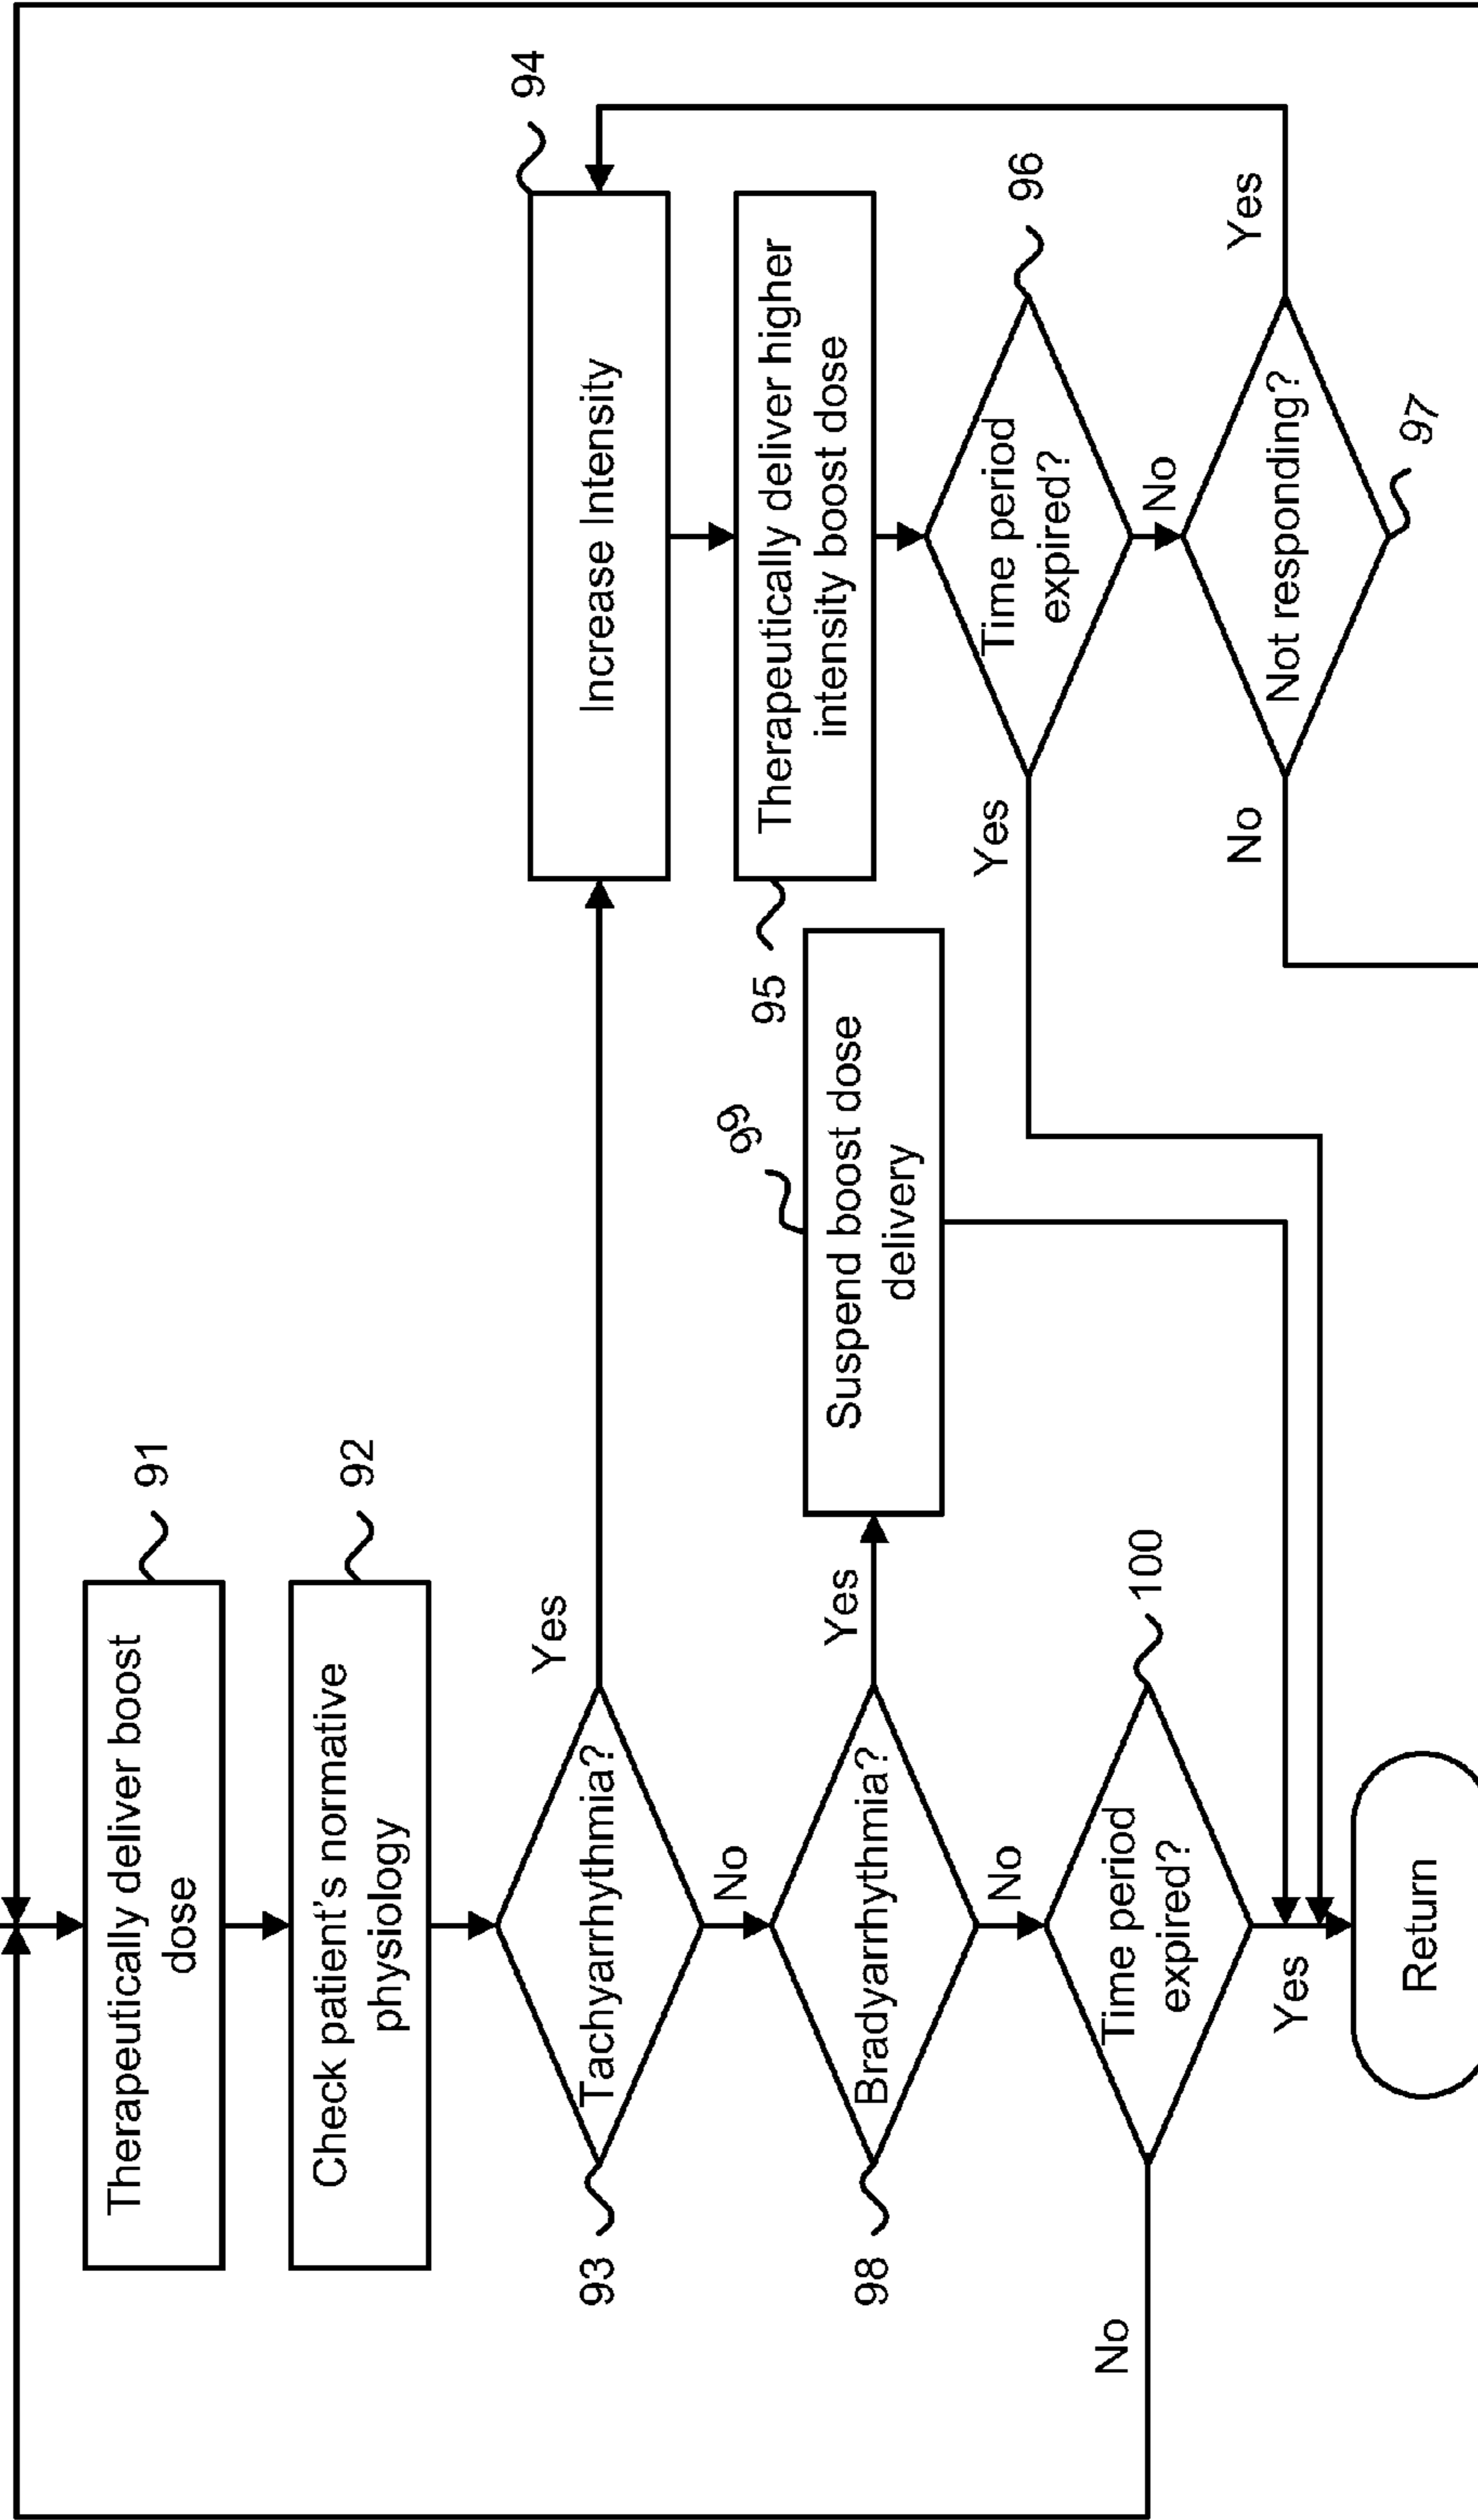 Therapeutically deliver boost
dose
91
Check patient's normative
physiology
92
Tachyarrhythmia?
93
Yes
No
Increase Intensity
94
Therapeutically deliver higher
intensity boost dose
95
Time period
expired?
96
Yes
No
Not responding?
97
Yes
No
Bradyarrhythmia?
98
Yes
No
Suspend boost dose
delivery
99
Time period
expired?
100
No
Yes
Return